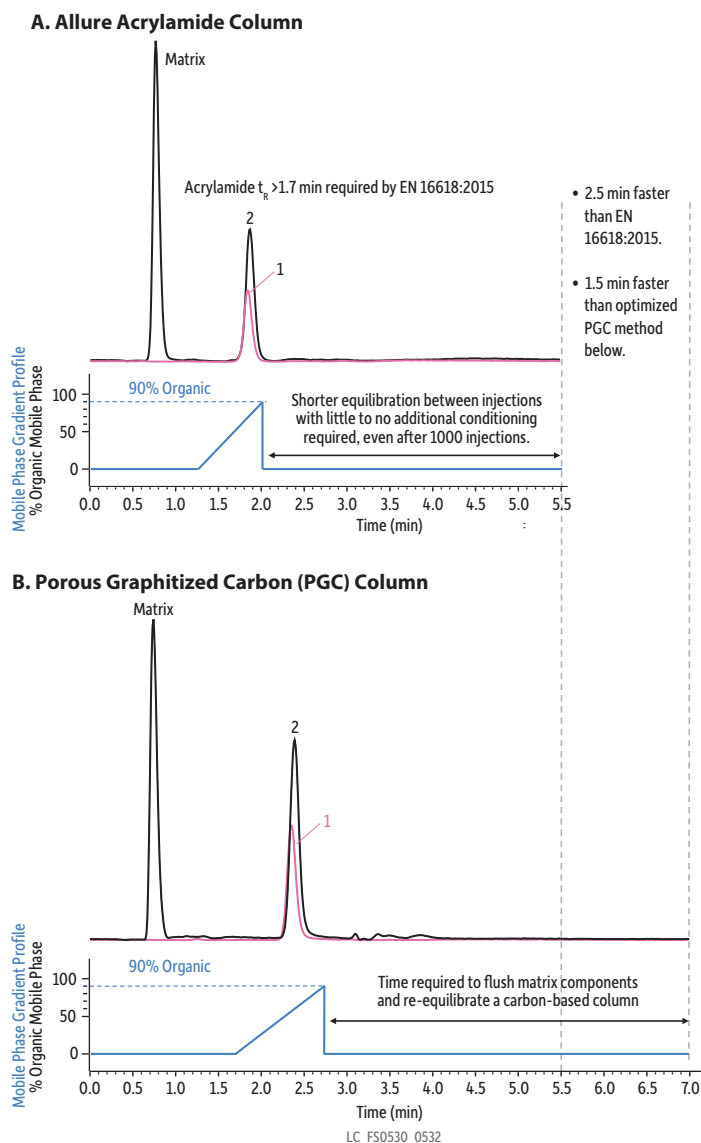 A. Allure Acrylamide Column
Matrix
Acrylamide tR >1.7 min required by EN 16618:2015
2
1
• 2.5 min faster
than EN
16618:2015.
• 1.5 min faster
than optimized
PGC method
below.
Mobile Phase Gradient Profile
% Organic Mobile Phase
100
50
0
90% Organic
Shorter equilibration between injections
with little to no additional conditioning
required, even after 1000 injections.
0.0 0.5 1.0 1.5 2.0 2.5 3.0 3.5 4.0 4.5 5.0 5.5
Time (min)
:
B. Porous Graphitized Carbon (PGC) Column
Matrix
2
1
Mobile Phase Gradient Profile
% Organic Mobile Phase
100
50
0
90% Organic
Time required to flush matrix components
and re-equilibrate a carbon-based column
0.0 0.5 1.0 1.5 2.0 2.5 3.0 3.5 4.0 4.5 5.0 5.5 6.0 6.5 7.0
Time (min)
LC_FS0530_0532